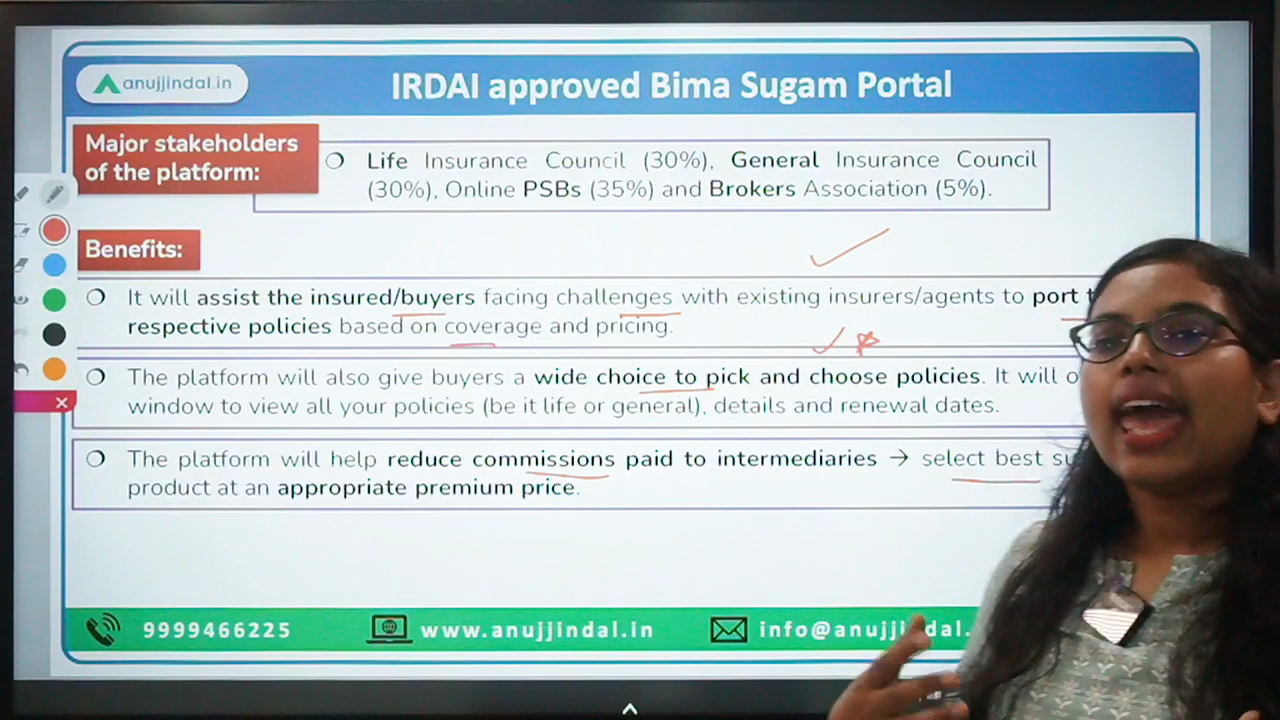 anujjindal.in
IRDAI approved Bima Sugam Portal
Major stakeholders
of the platform:
Life Insurance Council (30%), General Insurance Council
(30%), Online PSBs (35%) and Brokers Association (5%).
Benefits:
It will assist the insured/buyers facing challenges with existing insurers/agents to port
respective policies based on coverage and pricing.
The platform will also give buyers a wide choice to pick and choose policies. It will
window to view all your policies (be it life or general), details and renewal dates.
The platform will help reduce commissions paid to intermediaries → select best
product at an appropriate premium price.
9999466225
www.anujjindal.in